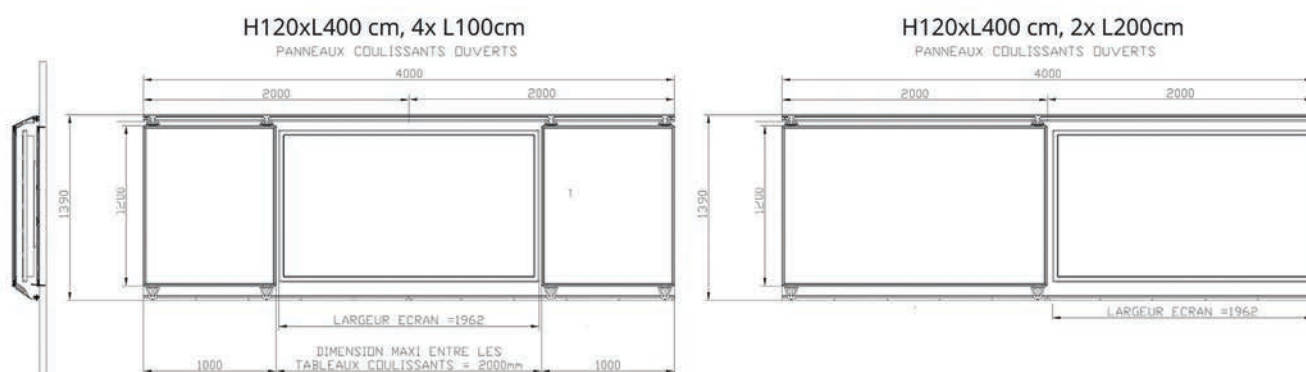 H120xL400 cm, 4x L100cm
PANNEAUX COULISSANTS OUVERTS
4000
2000
2000
1390
1200
1
LARGEUR ECRAN =1962
DIMENSION MAXI ENTRE LES
TABLEAUX COULISSANTS = 2000mm
1000
1000
H120xL400 cm, 2x L200cm
PANNEAUX COULISSANTS OUVERTS
4000
2000
2000
1390
1200
LARGEUR ECRAN =1962